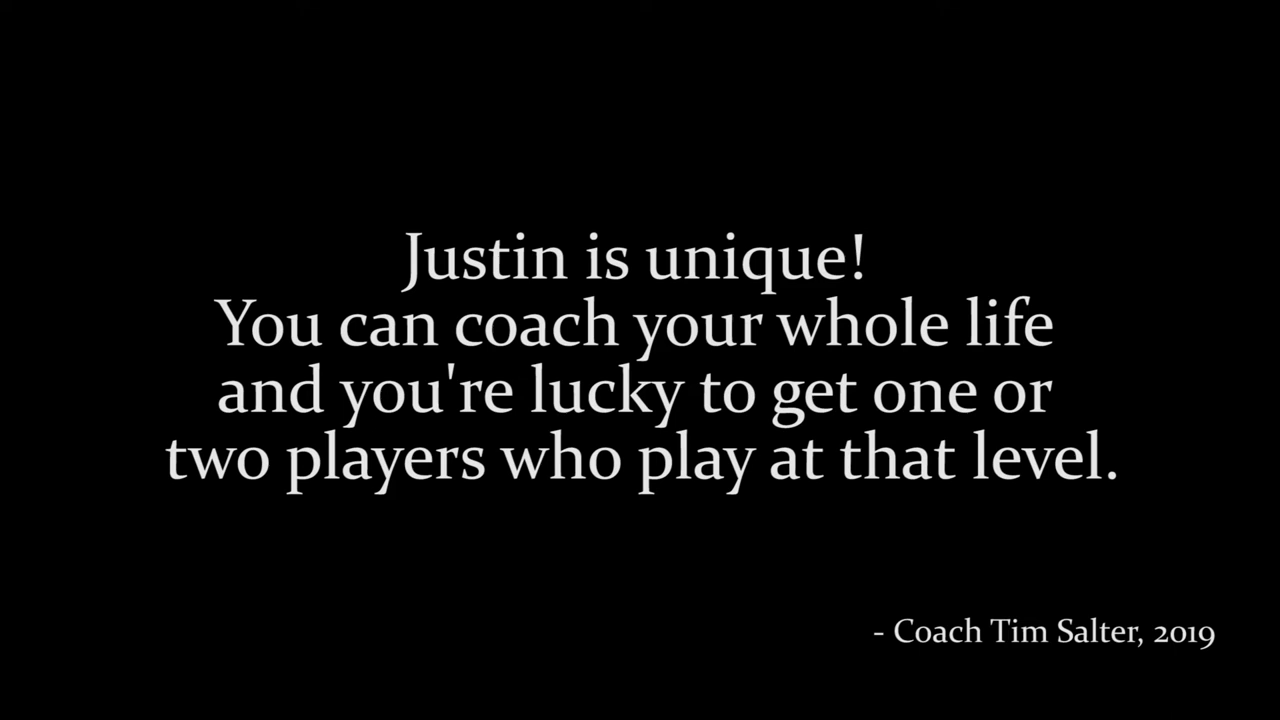 Justin is unique!
You can coach your whole life
and you're lucky to get one or
two players who play at that level.
- Coach Tim Salter, 2019